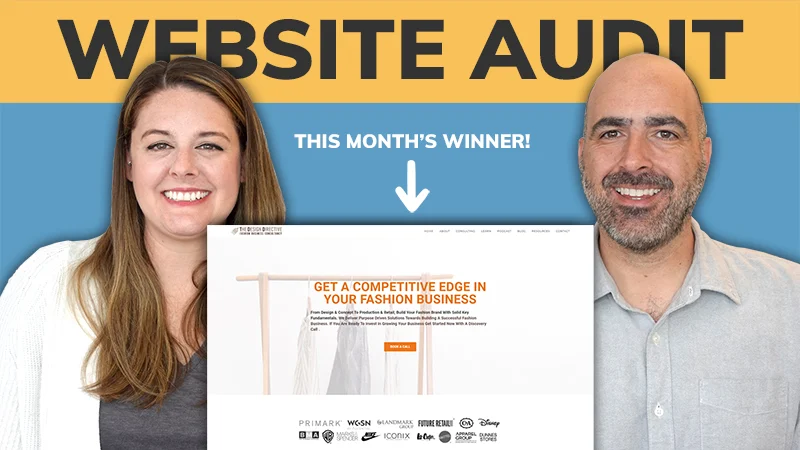 WEBSITE AUDIT
THIS MONTH'S WINNER!
THE DESIGN DIRECTIVE
HOME ABOUT CONSULTING LEARN PODCAST BLOG RESOURCES CONTACT
GET A COMPETITIVE EDGE IN
YOUR FASHION BUSINESS
From Design & Concept To Production & Retail; Build Your Fashion Brand With Solid Key
Fundamentals. We Deliver Purpose Driven Solutions Towards Building A Successful Fashion
Business. If You Are Ready To Invest In Growing Your Business Get Started Now With A Discovery
Call .
BOOK A CALL
PRIMARK WGSN LANDMARK GROUP FUTURE RETAIL C&A Disney
MARKS & SPENCER NIKE ICONIX Lee Cooper APPAREL GROUP DUNNES STORES